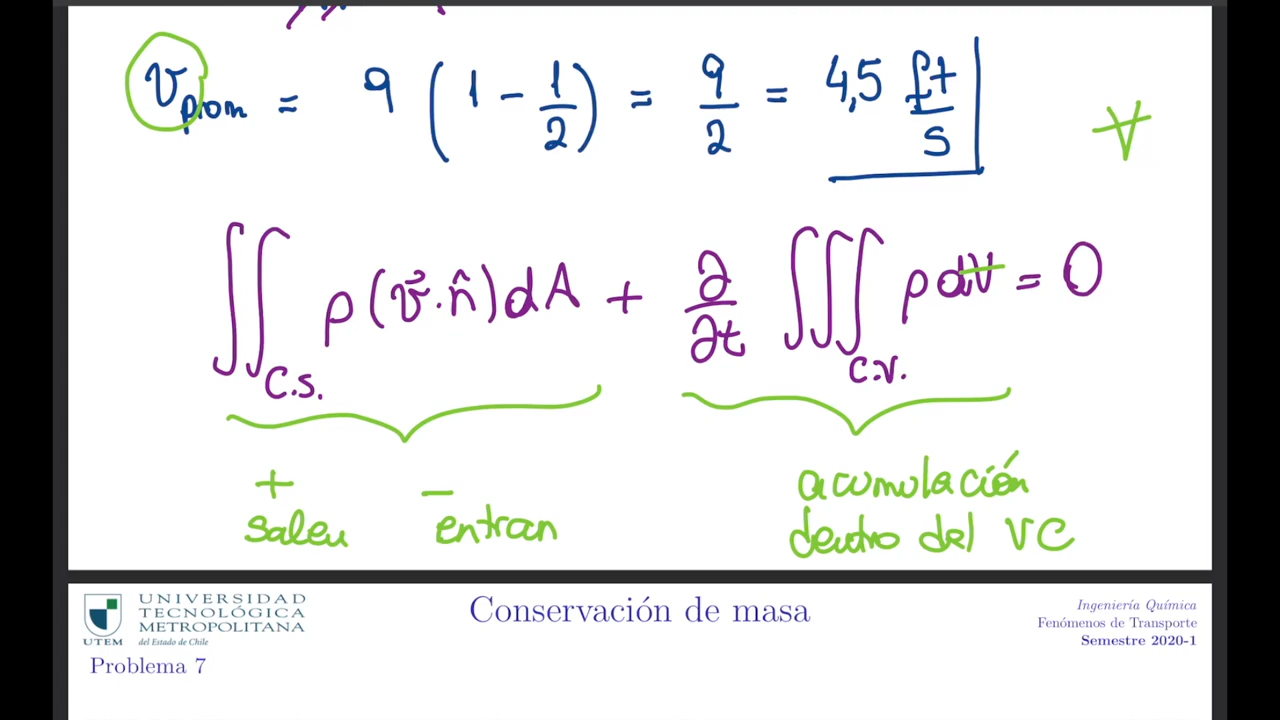 v_prom = 9 (1 - 1/2) = 9/2 = 4,5 ft/s
V
∬_C.S. ρ(v⃗·n̂)dA + ∂/∂t ∭_C.V. ρ dV = 0
+ −
salen entran
acumulación
dentro del VC
UNIVERSIDAD
TECNOLÓGICA
METROPOLITANA
del Estado de Chile
UTEM
Conservación de masa
Ingeniería Química
Fenómenos de Transporte
Semestre 2020-1
Problema 7